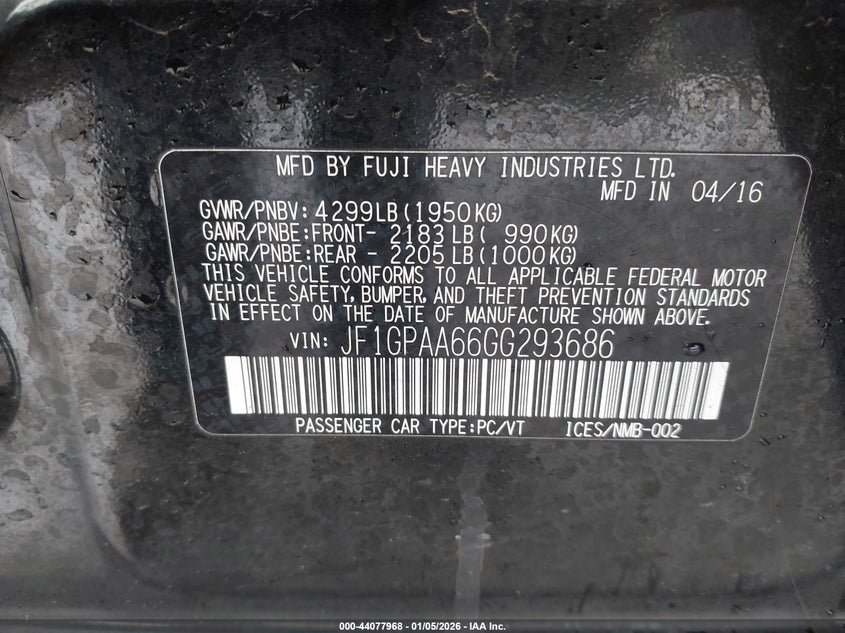 MFD BY FUJI HEAVY INDUSTRIES LTD.
MFD IN 04/16
GVWR/PNBV: 4299LB(1950KG)
GAWR/PNBE:FRONT- 2183 LB( 990KG)
GAWR/PNBE:REAR - 2205 LB(1000KG)
THIS VEHICLE CONFORMS TO ALL APPLICABLE FEDERAL MOTOR
VEHICLE SAFETY, BUMPER, AND THEFT PREVENTION STANDARDS
IN EFFECT ON THE DATE OF MANUFACTURE SHOWN ABOVE.
VIN: JF1GPAA66GG293686
PASSENGER CAR TYPE:PC/VT ICES/NMB-002
000-44077968 - 01/05/2026 - IAA Inc.